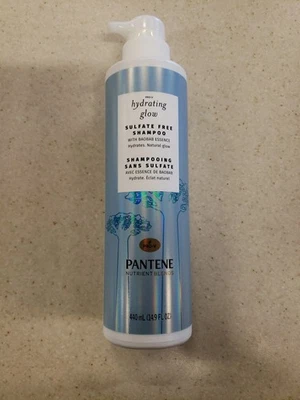 hydrating
glow
SULFATE FREE
SHAMPOO
WITH BAOBAB ESSENCE
Hydrates. Natural glow.
SHAMPOOING
SANS SULFATE
AVEC ESSENCE DE BAOBAB
Hydrate. Éclat naturel
PANTENE
NUTRIENT BLENDS
440 mL (14.9 FL OZ)